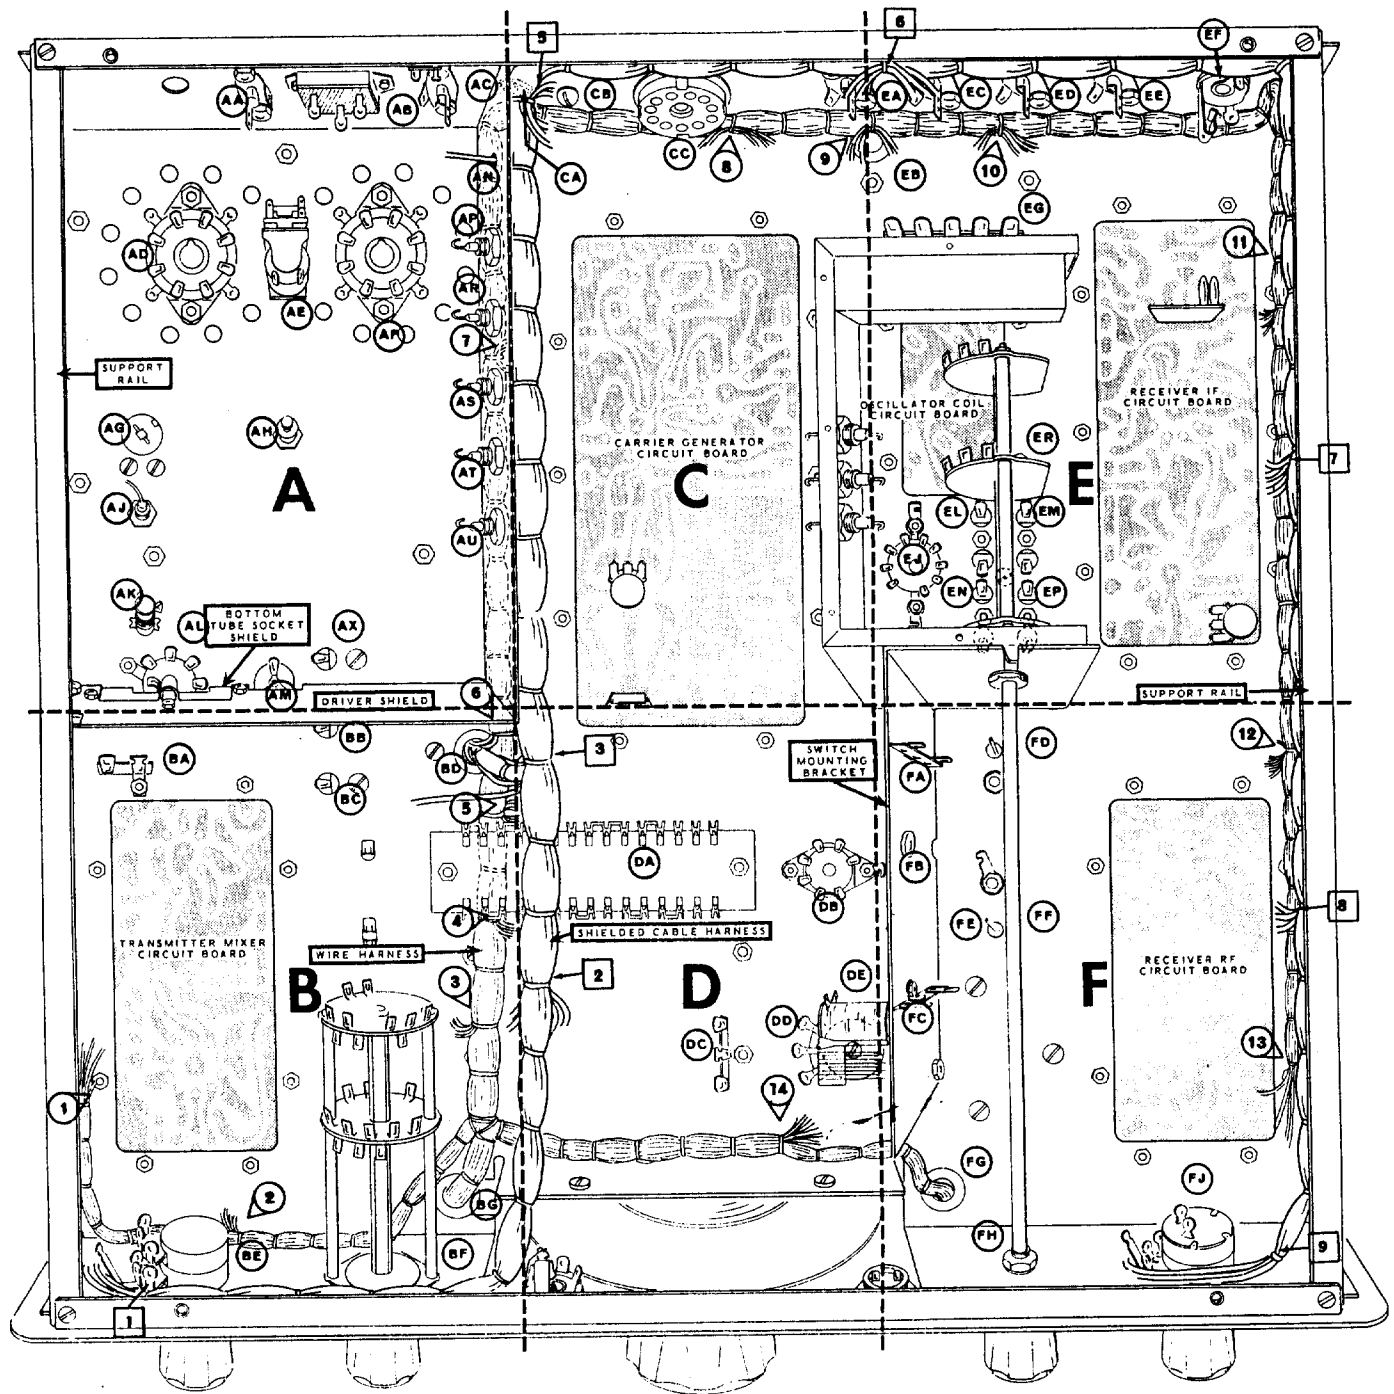 5
6
EF
AA
AB
AC
CB
EA
EC
ED
EE
CC
8
9
10
CA
AN
EB
EG
AP
11
AD
AE
AR
AF
7
SUPPORT
RAIL
AS
AG
AH
CARRIER GENERATOR
CIRCUIT BOARD
OSCILLATOR COIL
CIRCUIT BOARD
RECEIVER IF
CIRCUIT BOARD
ER
7
AT
A
C
E
AJ
EL
EM
AU
EJ
AK
EN
EP
AL
BOTTOM
TUBE SOCKET
SHIELD
AX
AM
DRIVER SHIELD
6
SUPPORT RAIL
BB
BA
BD
3
SWITCH
MOUNTING
BRACKET
FD
12
BC
5
FA
DA
FB
DB
4
SHIELDED CABLE HARNESS
FE
FF
8
TRANSMITTER MIXER
CIRCUIT BOARD
WIRE HARNESS
RECEIVER RF
CIRCUIT BOARD
B
3
2
D
DE
F
DD
FC
DC
13
14
1
FG
2
BG
FJ
BE
BF
FH
9
1